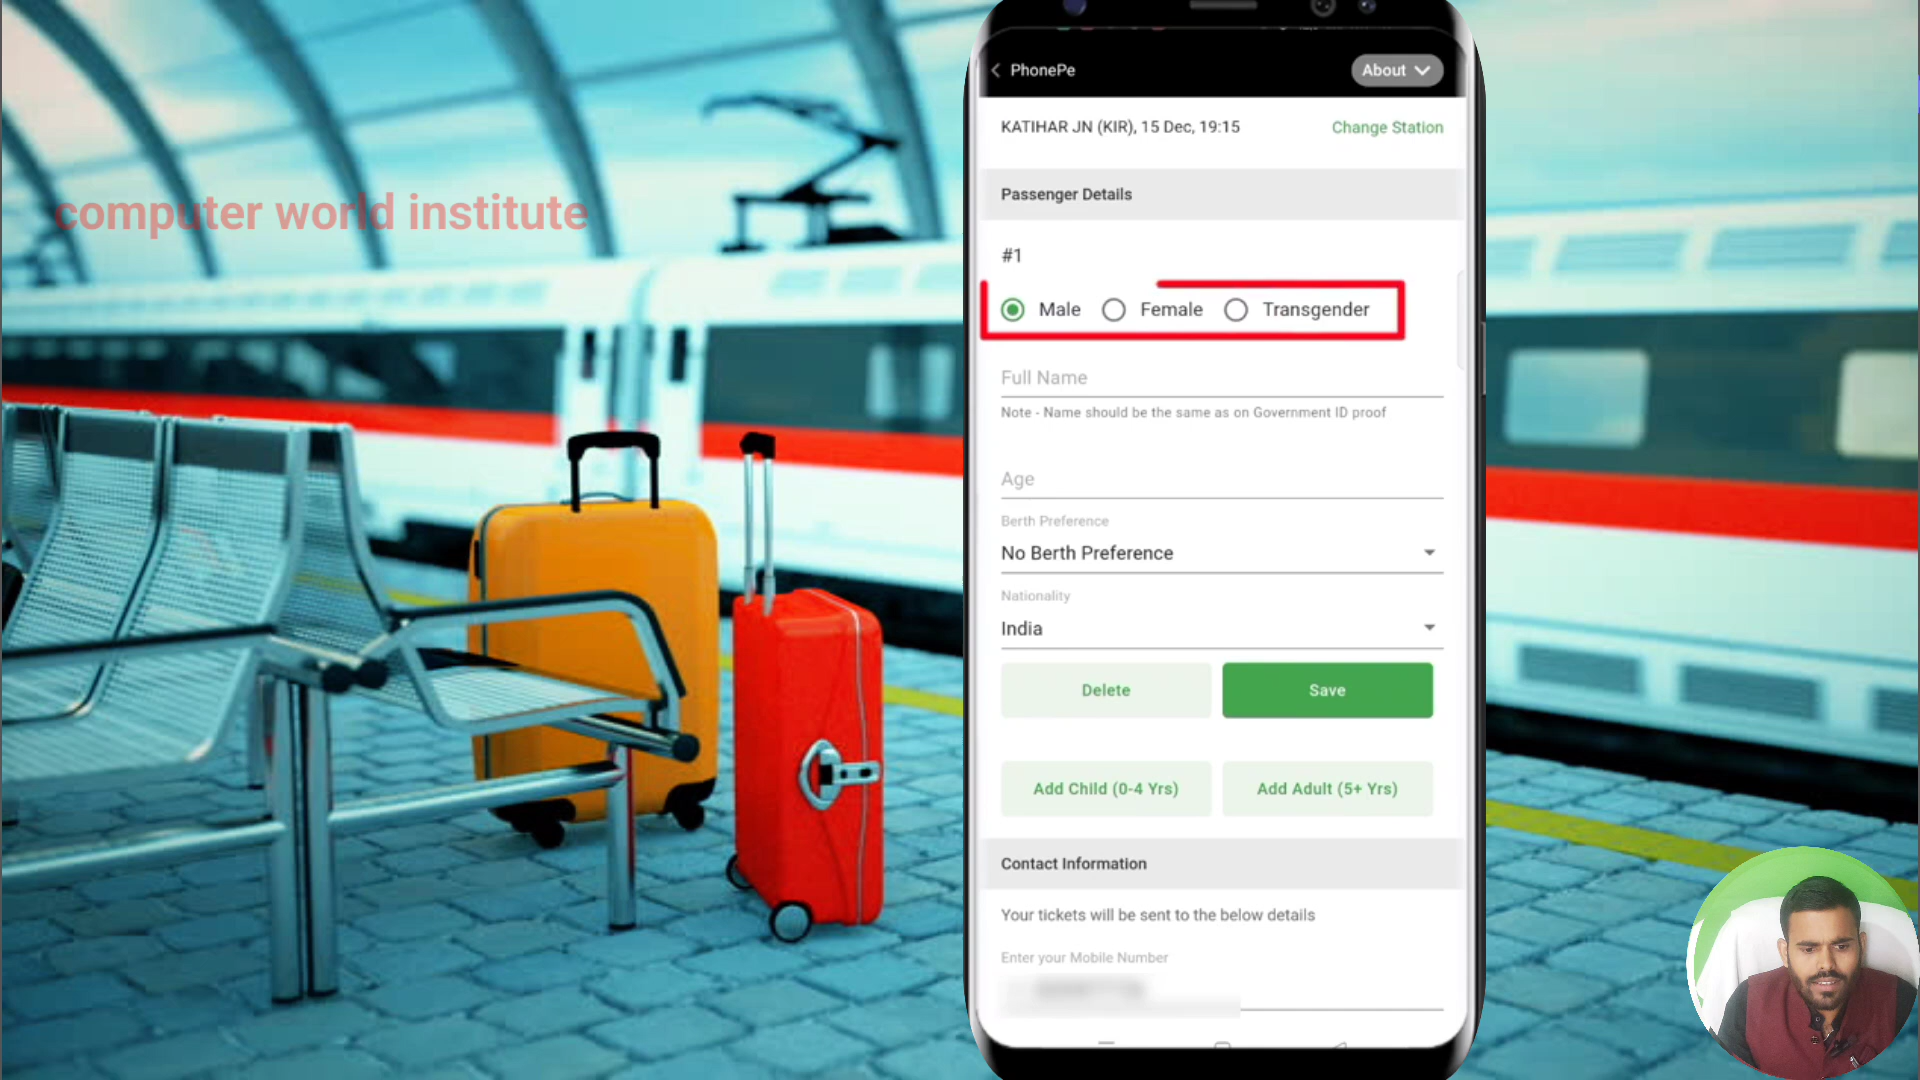 PhonePe
About
KATIHAR JN (KIR), 15 Dec, 19:15
Change Station
Passenger Details
computer world institute
#1
Male
Female
Transgender
Full Name
Note - Name should be the same as on Government ID proof
Age
Berth Preference
No Berth Preference
Nationality
India
Delete
Save
Add Child (0-4 Yrs)
Add Adult (5+ Yrs)
Contact Information
Your tickets will be sent to the below details
Enter your Mobile Number